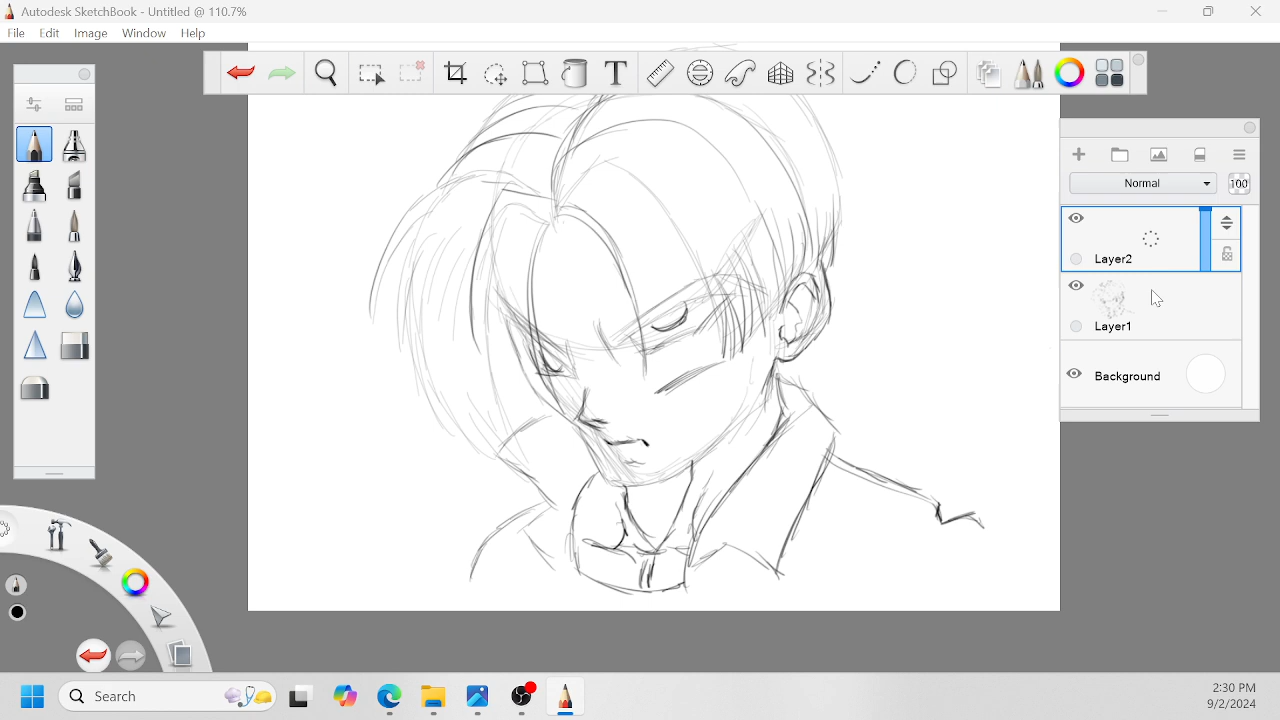 Autodesk SketchBook - Untitled @ 110.7%
File Edit Image Window Help
T
Normal 100
Layer2
Layer1
Background
Search
2:30 PM
9/2/2024